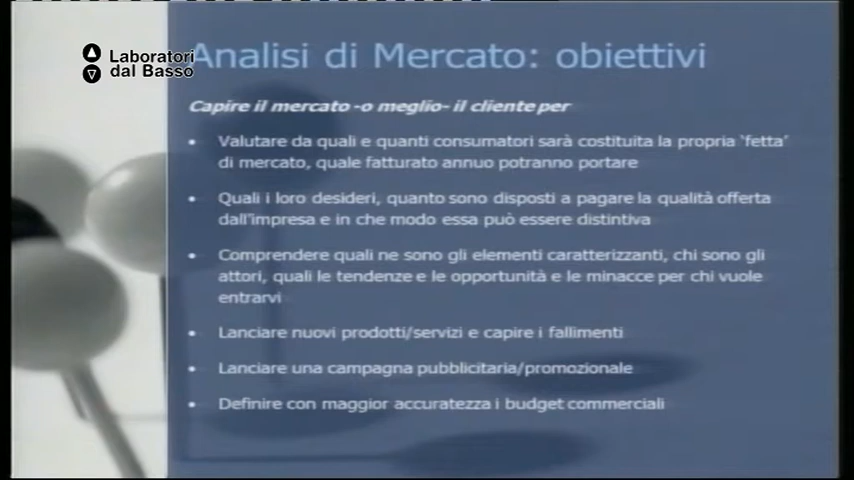 Laboratori
dal Basso
Analisi di Mercato: obiettivi
Capire il mercato -o meglio- il cliente per
• Valutare da quali e quanti consumatori sarà costituita la propria 'fetta'
di mercato, quale fatturato annuo potranno portare
• Quali i loro desideri, quanto sono disposti a pagare la qualità offerta
dall'impresa e in che modo essa può essere distintiva
• Comprendere quali ne sono gli elementi caratterizzanti, chi sono gli
attori, quali le tendenze e le opportunità e le minacce per chi vuole
entrarvi
• Lanciare nuovi prodotti/servizi e capire i fallimenti
• Lanciare una campagna pubblicitaria/promozionale
• Definire con maggior accuratezza i budget commerciali